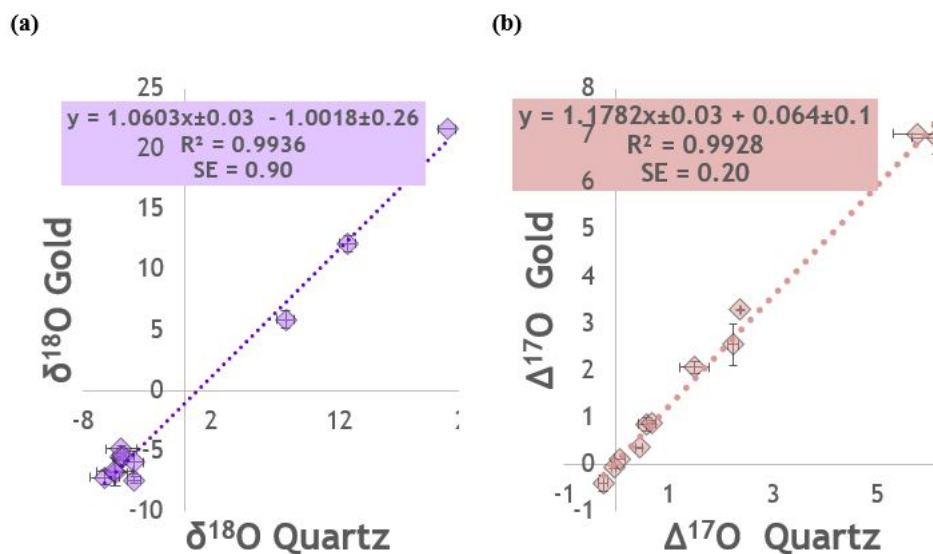 (a)
(b)
25
20
15
10
5
0
-5
-10
-8
2
12
y = 1.0603x±0.03 - 1.0018±0.26
R² = 0.9936
SE = 0.90
δ¹⁸O Gold
δ¹⁸O Quartz
8
7
6
5
4
3
2
1
0
-1
-1
1
3
5
y = 1.1782x±0.03 + 0.064±0.1
R² = 0.9928
SE = 0.20
Δ¹⁷O Gold
Δ¹⁷O Quartz